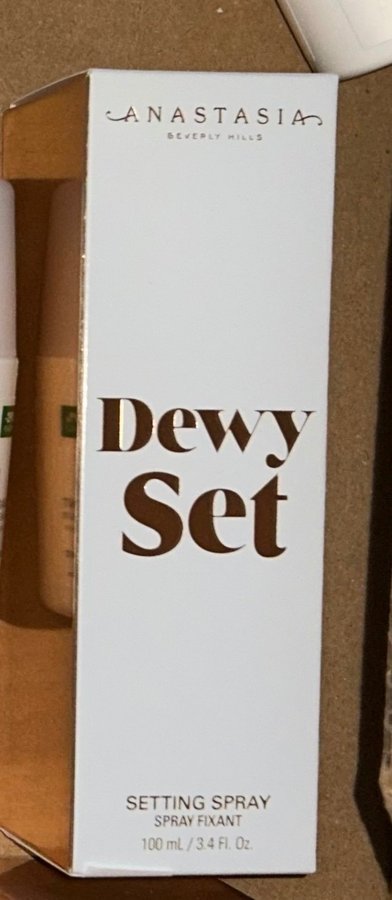 ANASTASIA
BEVERLY HILLS
Dewy
Set
SETTING SPRAY
SPRAY FIXANT
100 mL / 3.4 Fl. Oz.